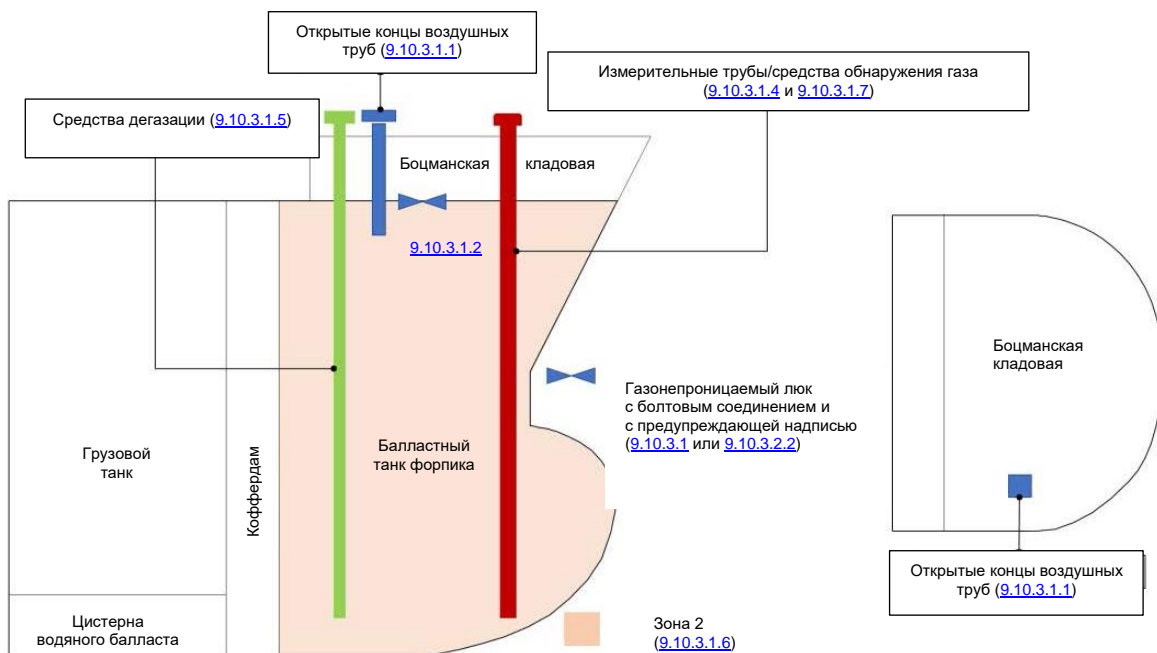 Открытые концы воздушных
труб (9.10.3.1.1)
Измерительные трубы/средства обнаружения газа
(9.10.3.1.4 и 9.10.3.1.7)
Средства дегазации (9.10.3.1.5)
Боцманская кладовая
9.10.3.1.2
Газонепроницаемый люк
с болтовым соединением и
с предупреждающей надписью
(9.10.3.1 или 9.10.3.2.2)
Грузовой
танк
Коффердам
Балластный
танк форпика
Боцманская
кладовая
Открытые концы воздушных
труб (9.10.3.1.1)
Цистерна
водяного балласта
Зона 2
(9.10.3.1.6)